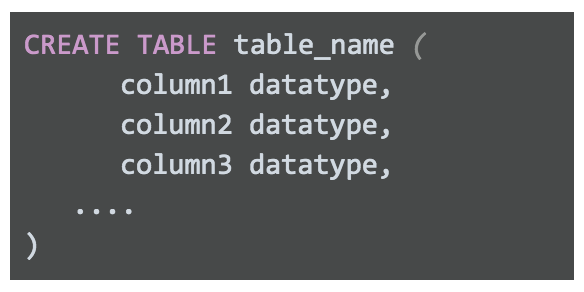 CREATE TABLE table_name (
column1 datatype,
column2 datatype,
column3 datatype,
....
)